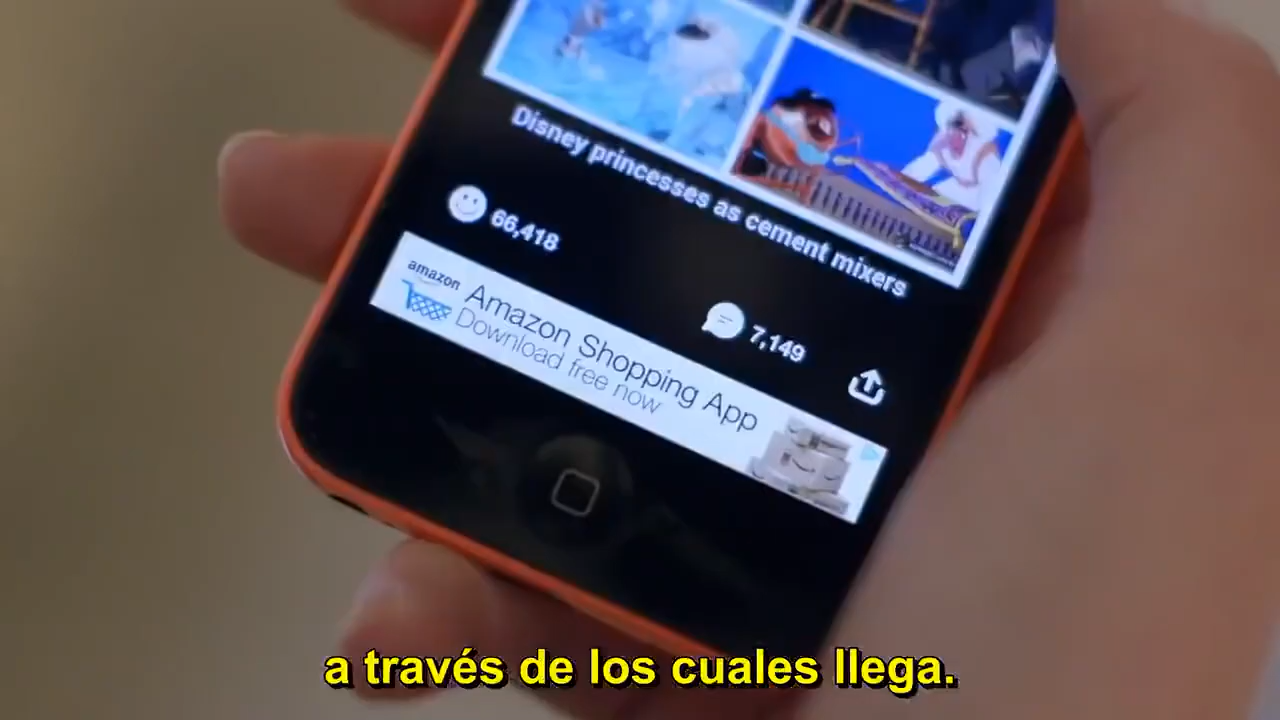 Disney princesses as cement mixers
66,418
7,149
amazon
Amazon Shopping App
Download free now
a través de los cuales llega.